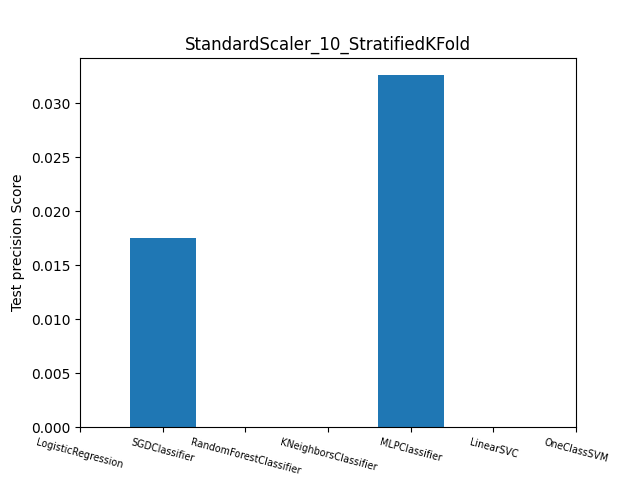 StandardScaler_10_StratifiedKFold
Test precision Score
0.030
0.025
0.020
0.015
0.010
0.005
0.000
LogisticRegression
SGDClassifier
RandomForestClassifier
KNeighborsClassifier
MLPClassifier
LinearSVC
OneClassSVM